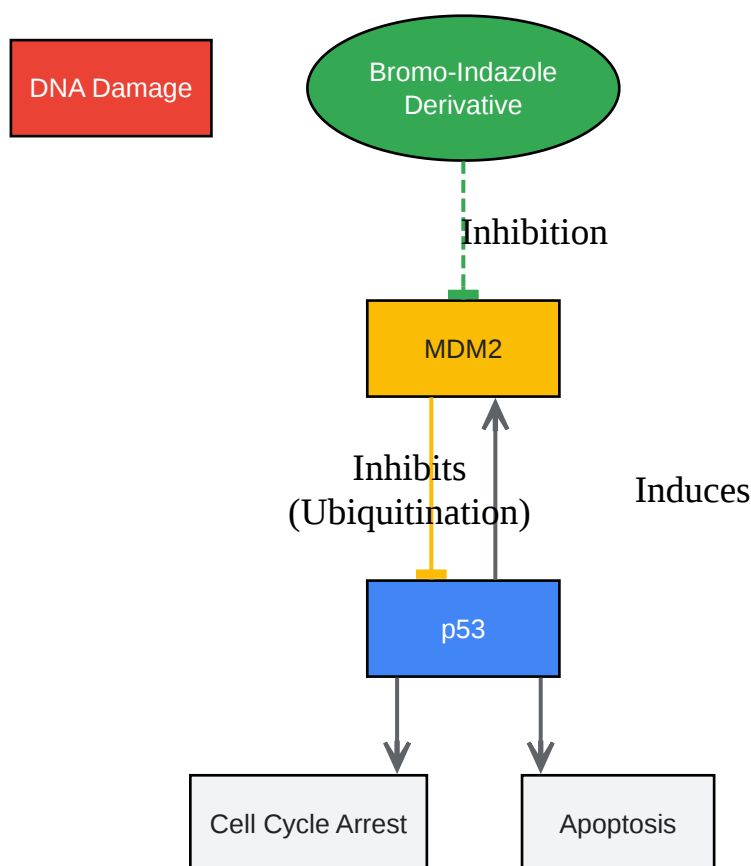 DNA Damage
Bromo-Indazole
Derivative
Inhibition
MDM2
Inhibits
(Ubiquitination)
Induces
p53
Cell Cycle Arrest
Apoptosis